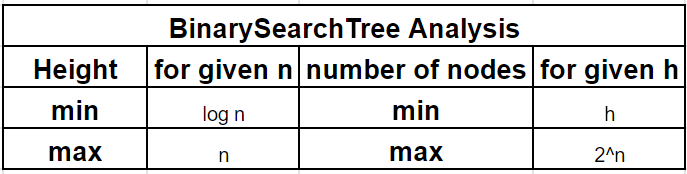 BinarySearchTree Analysis
Height for given n number of nodes for given h
min log n min h
max n max 2^n